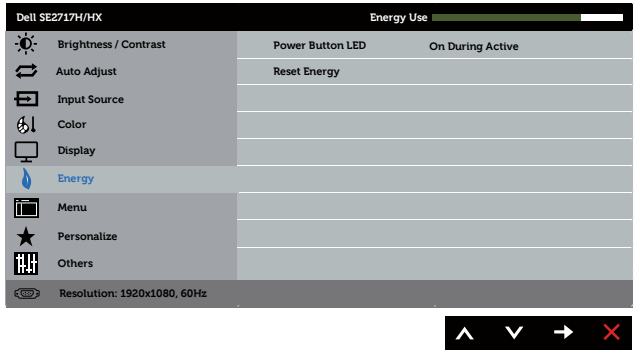 Dell SE2717H/HX Energy Use
Brightness / Contrast Power Button LED On During Active
Auto Adjust Reset Energy
Input Source
Color
Display
Energy
Menu
Personalize
Others
Resolution: 1920x1080, 60Hz